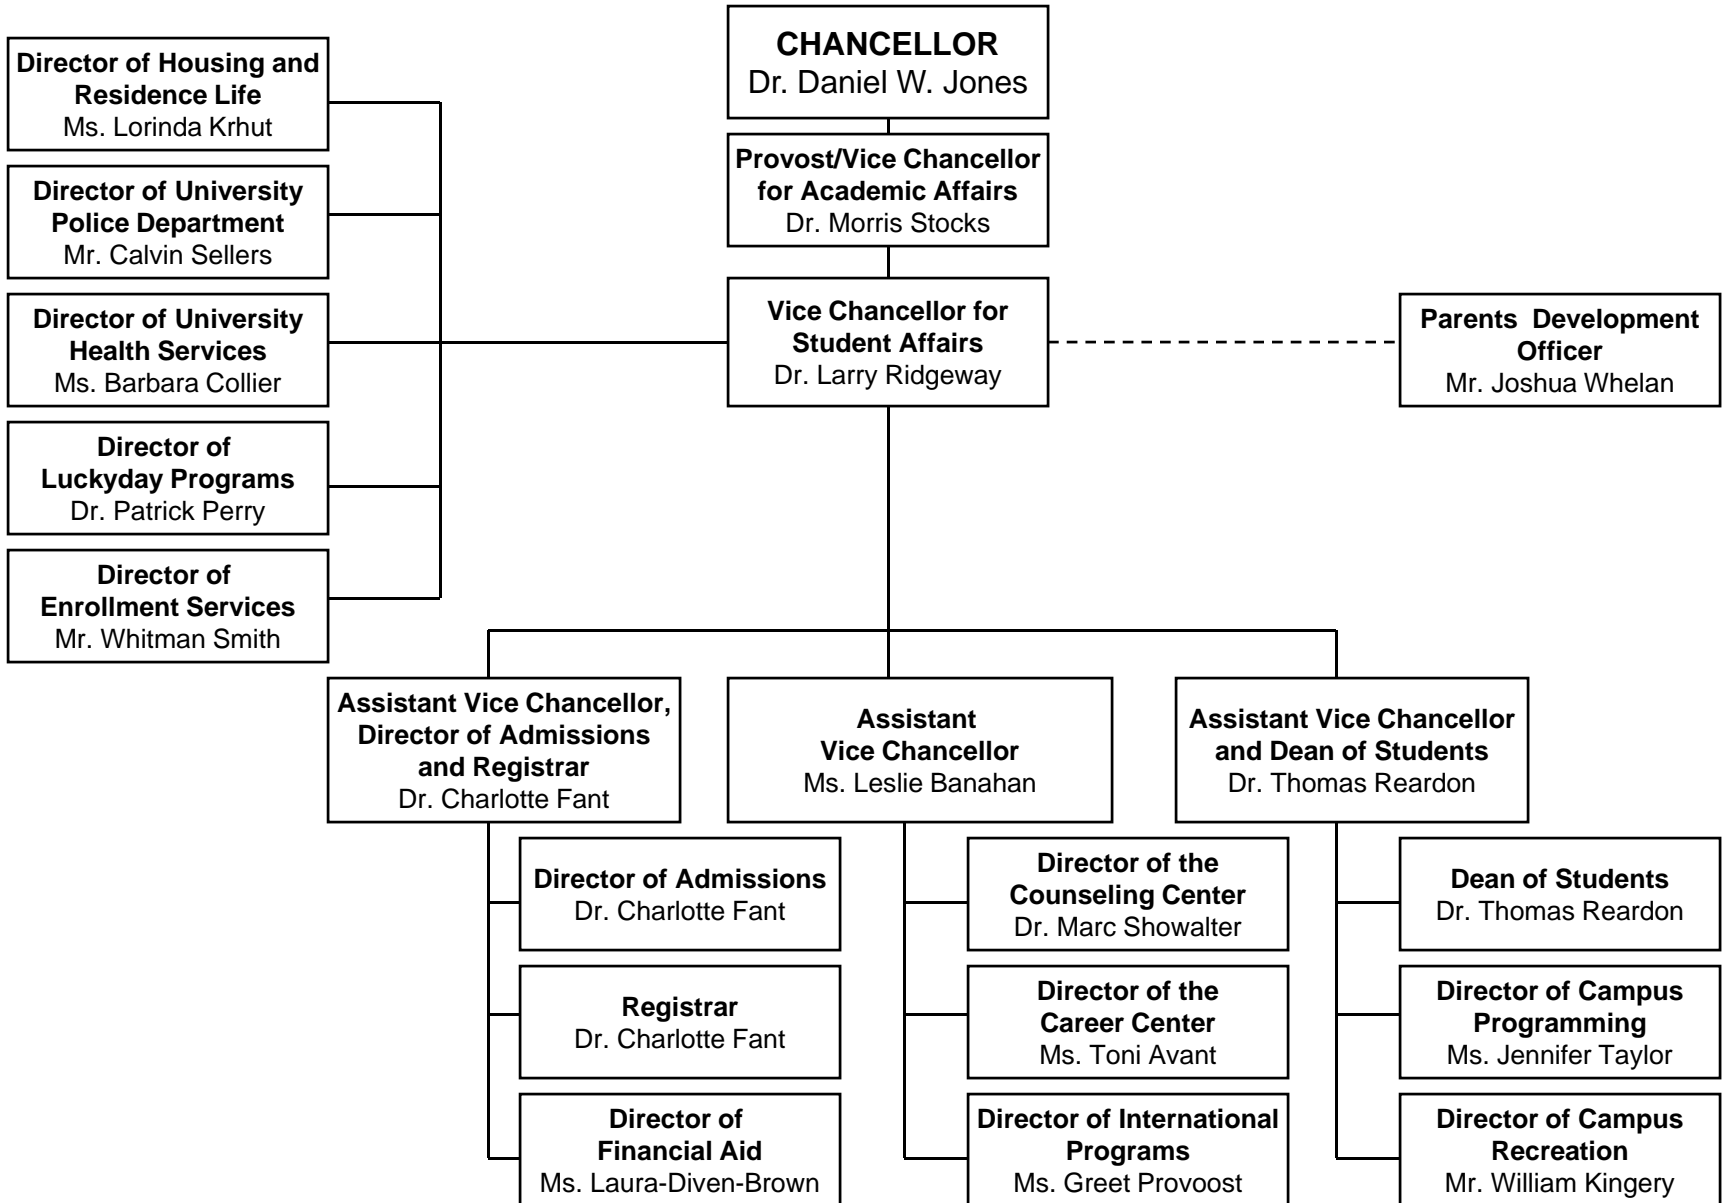 CHANCELLOR
Dr. Daniel W. Jones
Provost/Vice Chancellor
for Academic Affairs
Dr. Morris Stocks
Vice Chancellor for
Student Affairs
Dr. Larry Ridgeway
Parents  Development
Officer
Mr. Joshua Whelan
Director of Housing and
Residence Life
Ms. Lorinda Krhut
Director of University
Police Department
Mr. Calvin Sellers
Director of University
Health Services
Ms. Barbara Collier
Director of
Luckyday Programs
Dr. Patrick Perry
Director of
Enrollment Services
Mr. Whitman Smith
Assistant Vice Chancellor,
Director of Admissions
and Registrar
Dr. Charlotte Fant
Director of Admissions
Dr. Charlotte Fant
Registrar
Dr. Charlotte Fant
Director of
Financial Aid
Ms. Laura-Diven-Brown
Assistant
Vice Chancellor
Ms. Leslie Banahan
Director of the
Counseling Center
Dr. Marc Showalter
Director of the
Career Center
Ms. Toni Avant
Director of International
Programs
Ms. Greet Provoost
Assistant Vice Chancellor
and Dean of Students
Dr. Thomas Reardon
Dean of Students
Dr. Thomas Reardon
Director of Campus
Programming
Ms. Jennifer Taylor
Director of Campus
Recreation
Mr. William Kingery